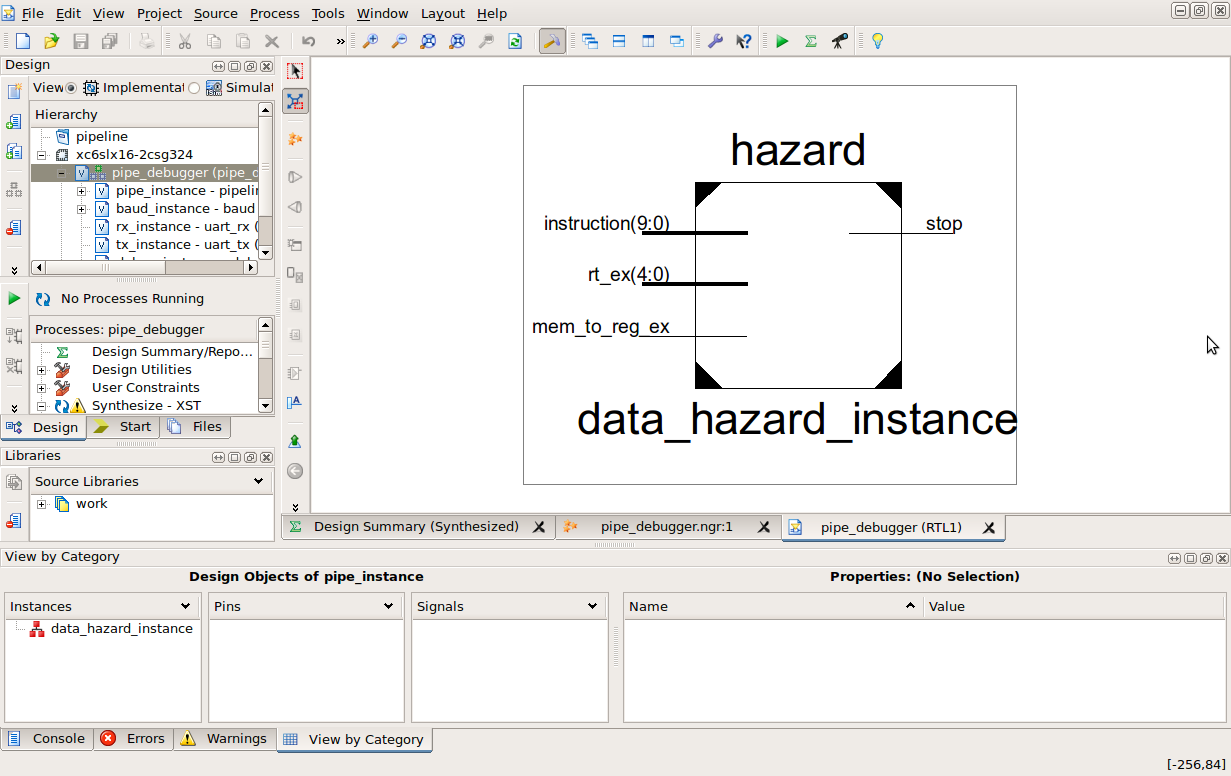 File Edit View Project Source Process Tools Window Layout Help
»
Design
View Implementat Simulat
Hierarchy
pipeline
xc6slx16-2csg324
pipe_debugger (pipe_d
pipe_instance - pipelin
baud_instance - baud
rx_instance - uart_rx (
tx_instance - uart_tx (
No Processes Running
Processes: pipe_debugger
Design Summary/Repo...
Design Utilities
User Constraints
Synthesize - XST
Design Start Files
Libraries
Source Libraries
work
hazard
instruction(9:0)
stop
rt_ex(4:0)
mem_to_reg_ex
data_hazard_instance
Design Summary (Synthesized) pipe_debugger.ngr:1 pipe_debugger (RTL1)
View by Category
Design Objects of pipe_instance
Properties: (No Selection)
Instances Pins Signals Name Value
data_hazard_instance
Console Errors Warnings View by Category
[-256,84]